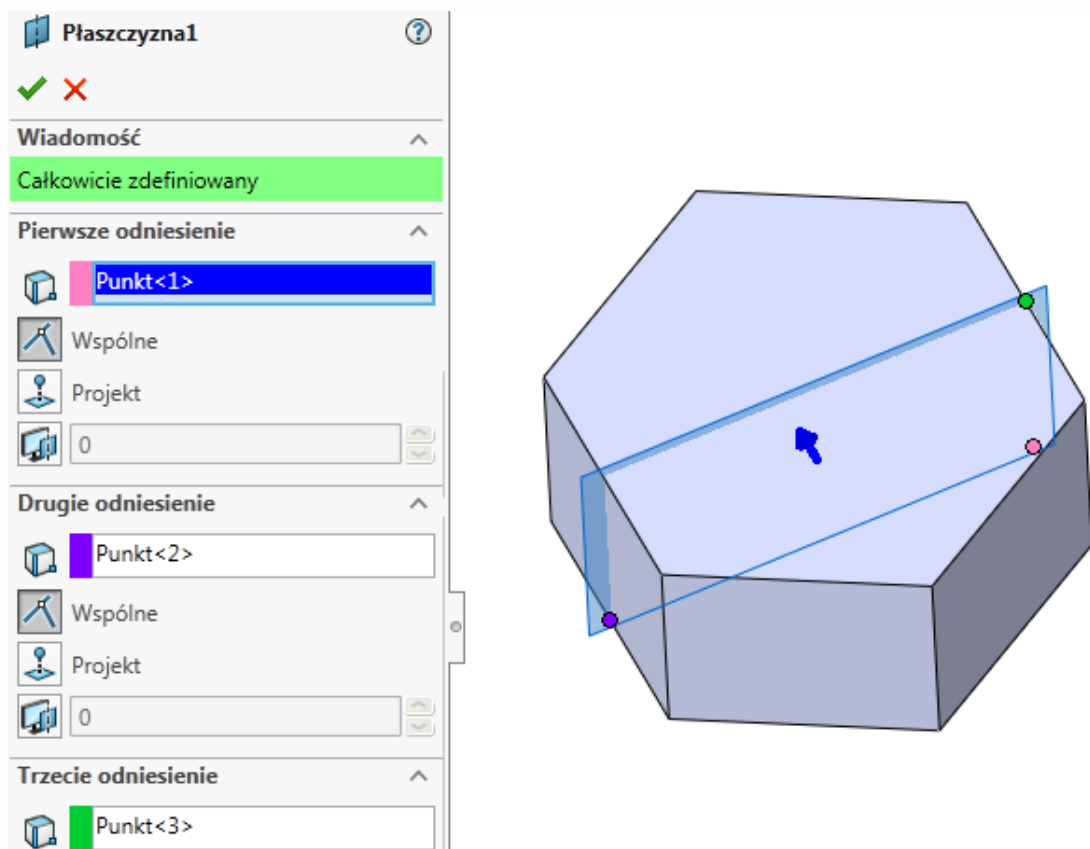 Płaszczyzna1
Wiadomość
Całkowicie zdefiniowany
Pierwsze odniesienie
Punkt<1>
Wspólne
Projekt
0
Drugie odniesienie
Punkt<2>
Wspólne
Projekt
0
Trzecie odniesienie
Punkt<3>